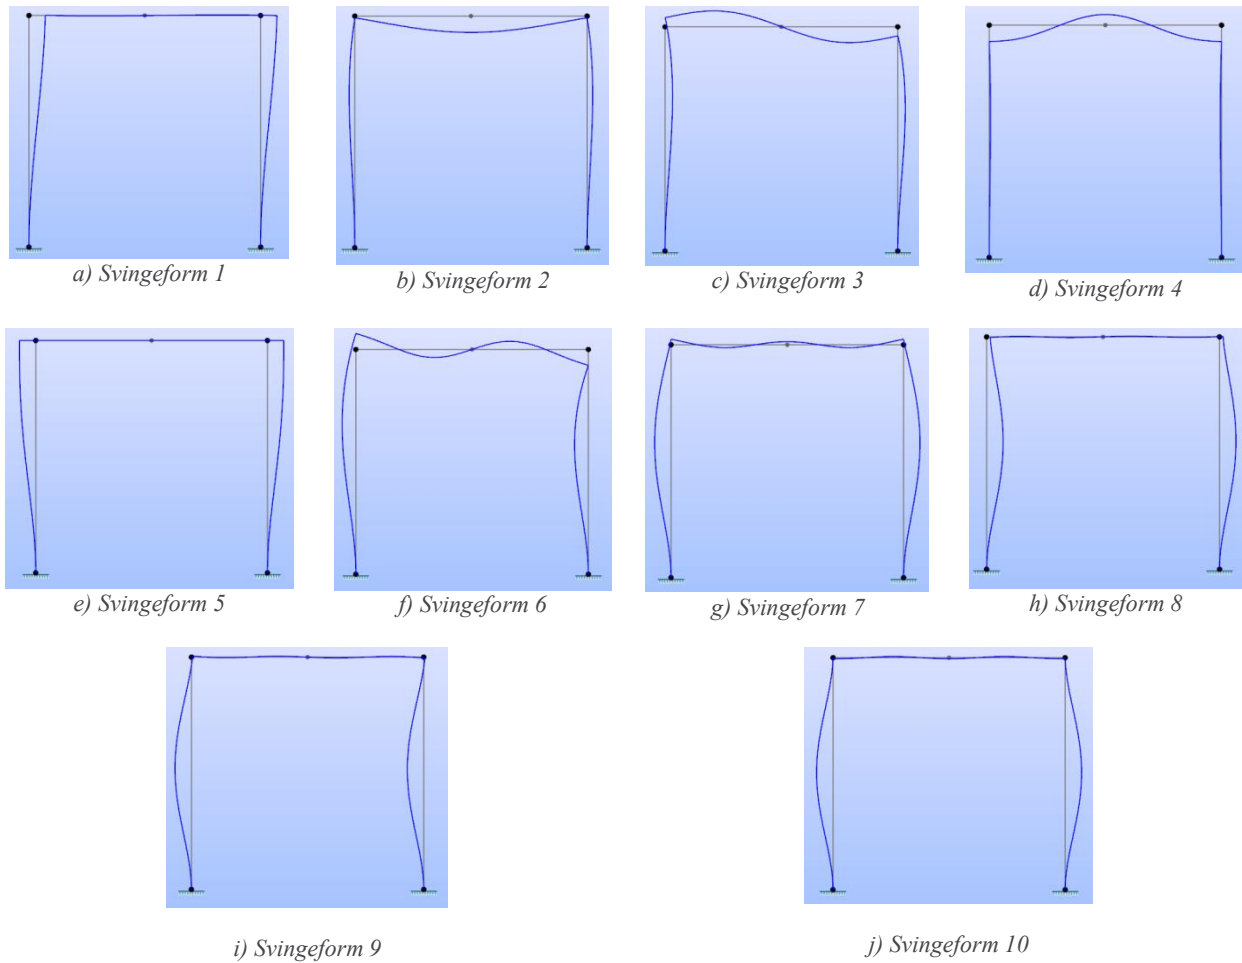 a) Svingeform 1
b) Svingeform 2
c) Svingeform 3
d) Svingeform 4
e) Svingeform 5
f) Svingeform 6
g) Svingeform 7
h) Svingeform 8
i) Svingeform 9
j) Svingeform 10